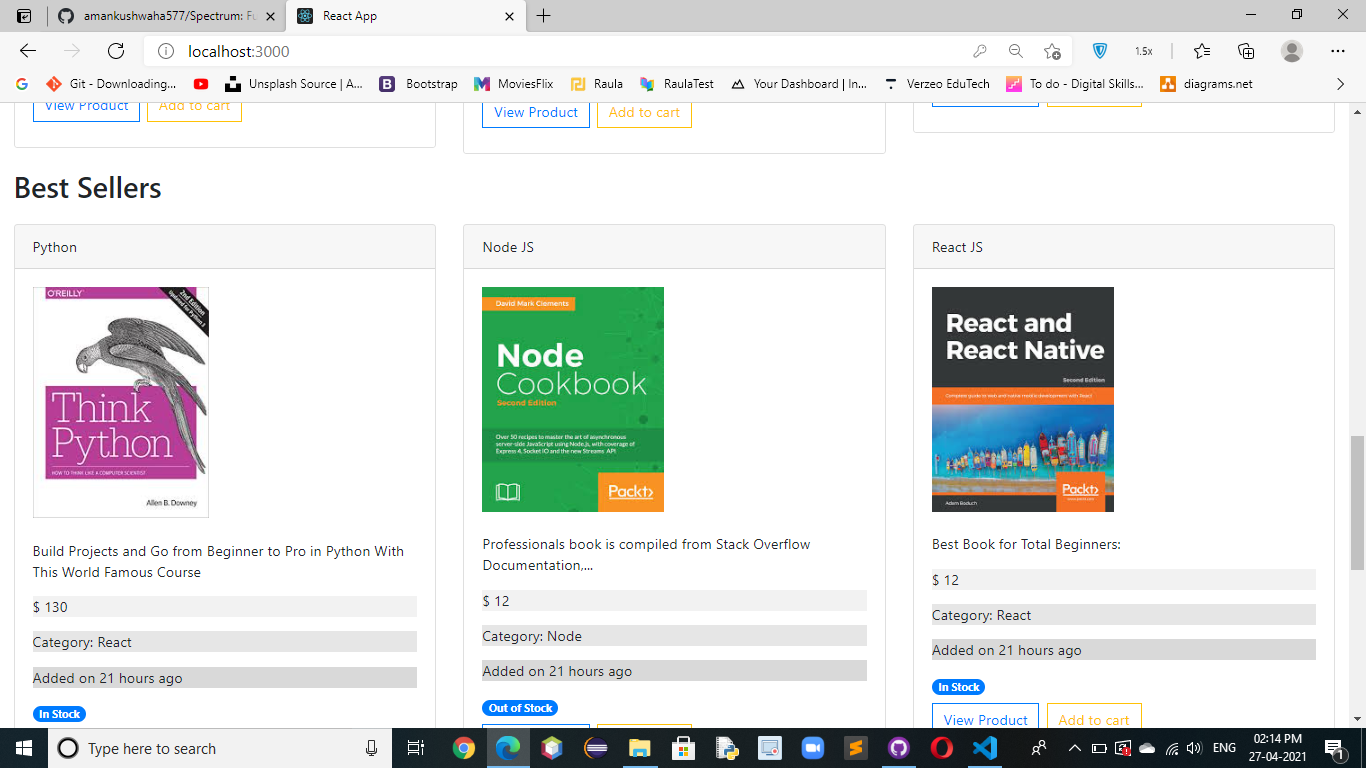 amankushwaha577/Spectrum: Fu
React App
localhost:3000
1.5x
Git - Downloading...
Unsplash Source | A...
Bootstrap
MoviesFlix
Raula
RaulaTest
Your Dashboard | In...
Verzeo EduTech
To do - Digital Skills...
diagrams.net
View Product
Add to cart
View Product
Add to cart
Best Sellers
Python
O'REILLY
2nd Edition
Updated for Python 3
Think
Python
HOW TO THINK LIKE A COMPUTER SCIENTIST
Allen B. Downey
Build Projects and Go from Beginner to Pro in Python With
This World Famous Course
$ 130
Category: React
Added on 21 hours ago
In Stock
Node JS
David Mark Clements
Node
Cookbook
Second Edition
Over 50 recipes to master the art of asynchronous
server-side JavaScript using Node.js, with coverage of
Express 4, Socket IO and the new Streams API
Packt>
Professionals book is compiled from Stack Overflow
Documentation,...
$ 12
Category: Node
Added on 21 hours ago
Out of Stock
React JS
React and
React Native
Second Edition
Complete guide to web and native mobile development with React
Packt>
Adam Boduch
Best Book for Total Beginners:
$ 12
Category: React
Added on 21 hours ago
In Stock
View Product
Add to cart
Type here to search
ENG
02:14 PM
27-04-2021
1